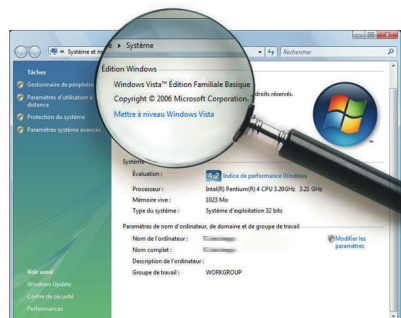 « Système et m
e ▸ Système
Rechercher
Tâches
Gestionnaire de périphérique
Paramètres d'utilisation à
distance
Protection du système
Paramètres système avancés
Édition Windows
Windows Vista™ Édition Familiale Basique
Copyright © 2006 Microsoft Corporation.
droits réservés.
Mettre à niveau Windows Vista
Système
Évaluation :
4,2 Indice de performance Windows
Processeur : Intel(R) Pentium(R) 4 CPU 3.20GHz 3.21 GHz
Mémoire vive : 1023 Mo
Type du système : Système d'exploitation 32 bits
Paramètres de nom d'ordinateur, de domaine et de groupe de travail
Nom de l'ordinateur :
Modifier les
paramètres
Nom complet :
Description de l'ordinateur :
Groupe de travail : WORKGROUP
Voir aussi
Windows Update
Centre de sécurité
Performances